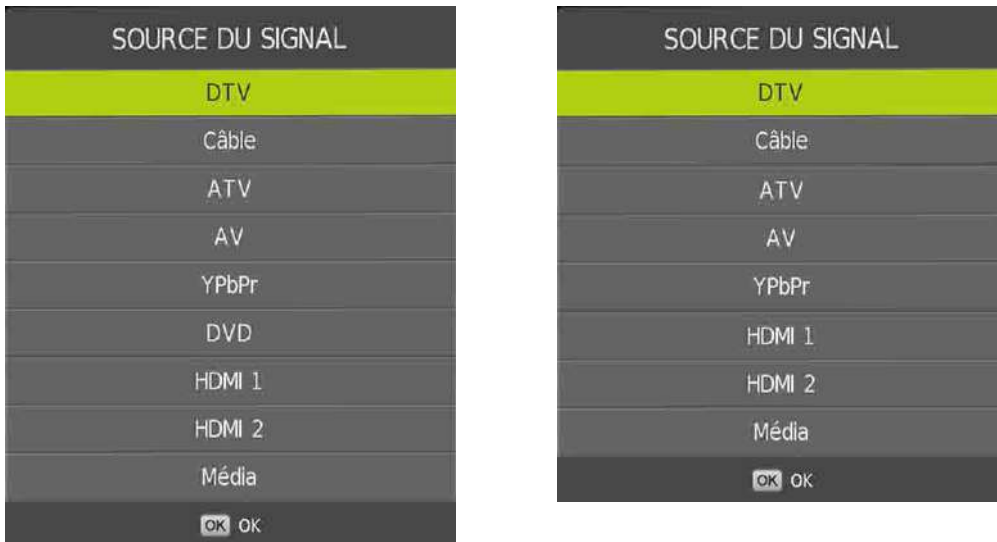 SOURCE DU SIGNAL
DTV
Câble
ATV
AV
YPbPr
DVD
HDMI 1
HDMI 2
Média
OK OK
SOURCE DU SIGNAL
DTV
Câble
ATV
AV
YPbPr
HDMI 1
HDMI 2
Média
OK OK